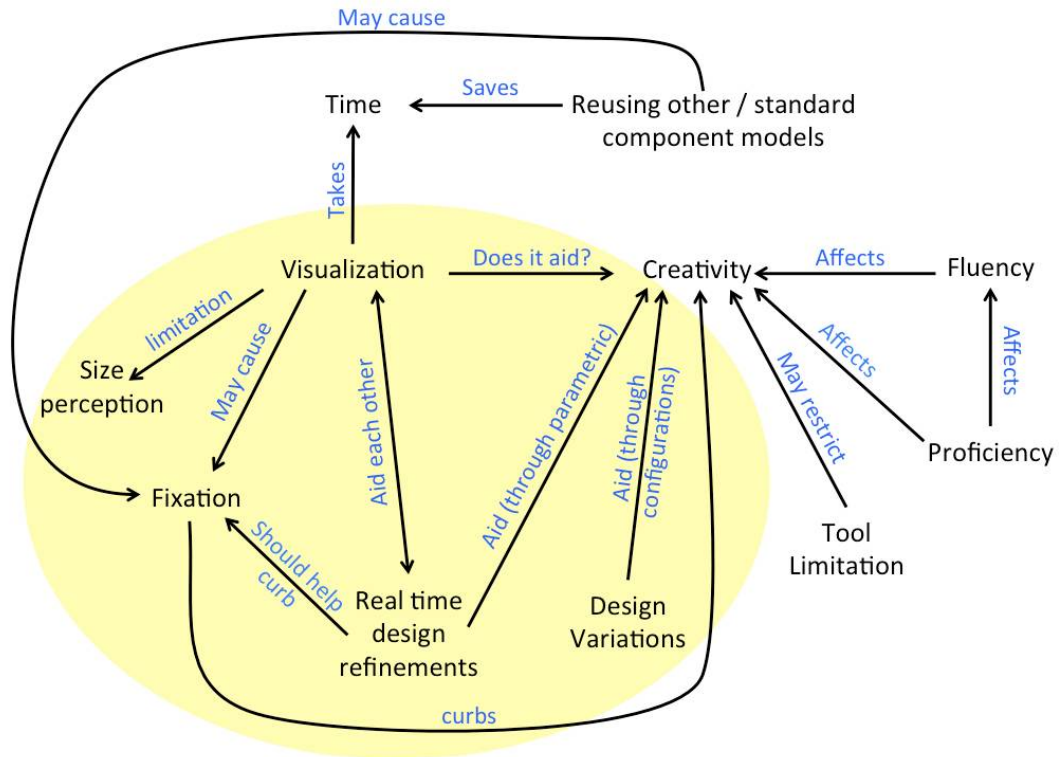 May cause
Time
Saves
Reusing other / standard
component models
Takes
Visualization
Does it aid?
Creativity
Affects
Fluency
limitation
Size
perception
May cause
Aid each other
Aid (through parametric)
Aid (through
configurations)
May restrict
Affects
Affects
Proficiency
Fixation
Should help
curb
Real time
design
refinements
Design
Variations
Tool
Limitation
curbs